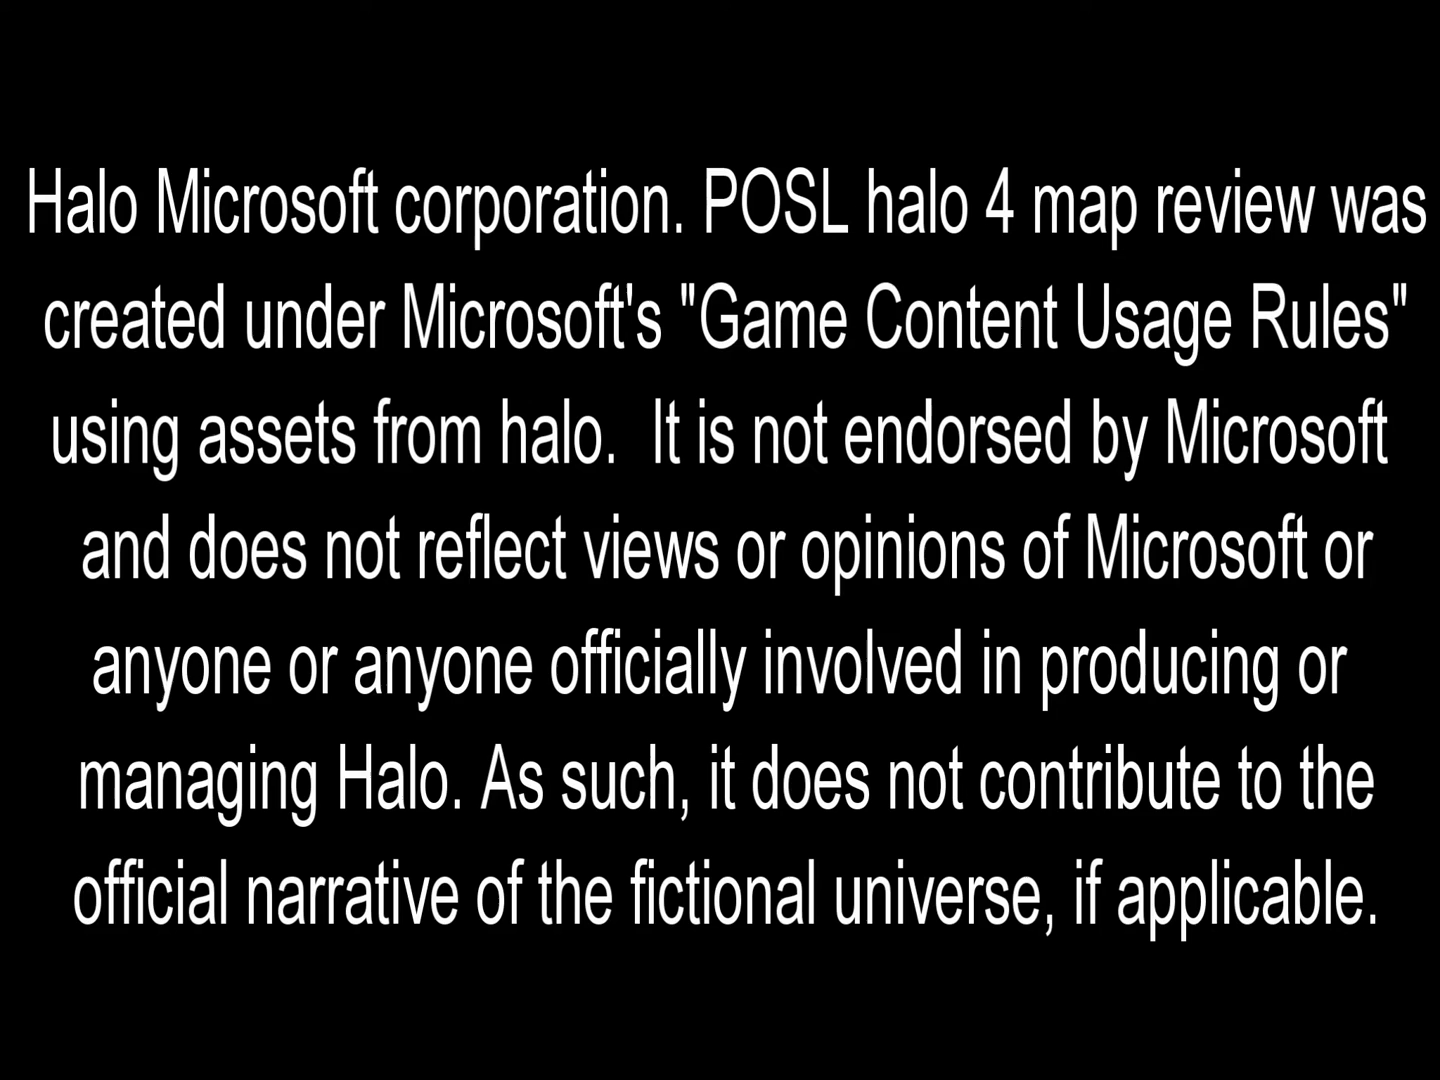 Halo Microsoft corporation. POSL halo 4 map review was
created under Microsoft's "Game Content Usage Rules"
using assets from halo.  It is not endorsed by Microsoft
and does not reflect views or opinions of Microsoft or
anyone or anyone officially involved in producing or
managing Halo. As such, it does not contribute to the
official narrative of the fictional universe, if applicable.